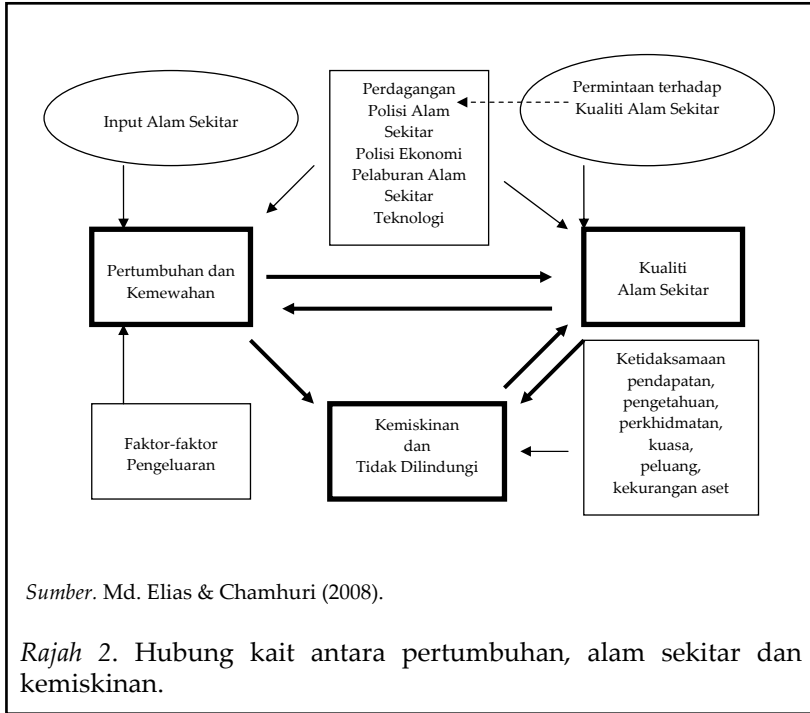 Input Alam Sekitar
Perdagangan
Polisi Alam
Sekitar
Polisi Ekonomi
Pelaburan Alam
Sekitar
Teknologi
Permintaan terhadap
Kualiti Alam Sekitar
Pertumbuhan dan
Kemewahan
Kualiti
Alam Sekitar
Faktor-faktor
Pengeluaran
Kemiskinan
dan
Tidak Dilindungi
Ketidaksamaan
pendapatan,
pengetahuan,
perkhidmatan,
kuasa,
peluang,
kekurangan aset
Sumber. Md. Elias & Chamhuri (2008).
Rajah 2. Hubung kait antara pertumbuhan, alam sekitar dan
kemiskinan.